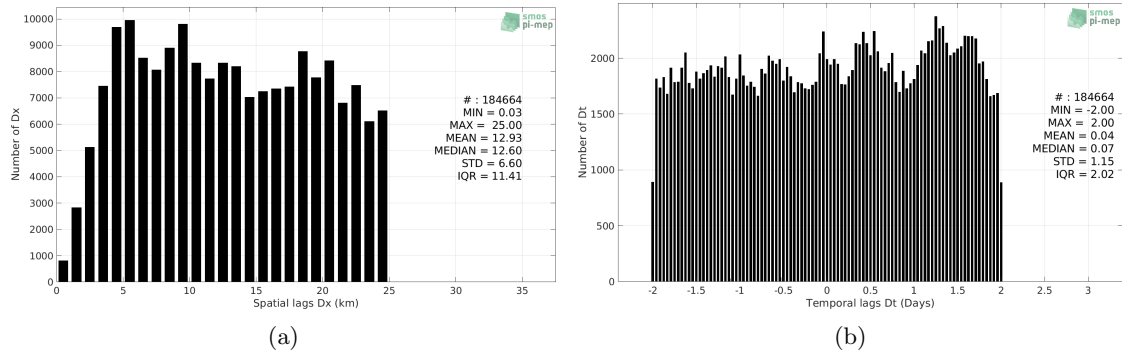 smos
pi-mep
Number of Dx
10000
9000
8000
7000
6000
5000
4000
3000
2000
1000
0
# : 184664
MIN = 0.03
MAX = 25.00
MEAN = 12.93
MEDIAN = 12.60
STD = 6.60
IQR = 11.41
0 5 10 15 20 25 30 35
Spatial lags Dx (km)
(a)
smos
pi-mep
Number of Dt
2000
1500
1000
500
0
# : 184664
MIN = -2.00
MAX = 2.00
MEAN = 0.04
MEDIAN = 0.07
STD = 1.15
IQR = 2.02
-2 -1.5 -1 -0.5 0 0.5 1 1.5 2 2.5 3
Temporal lags Dt (Days)
(b)